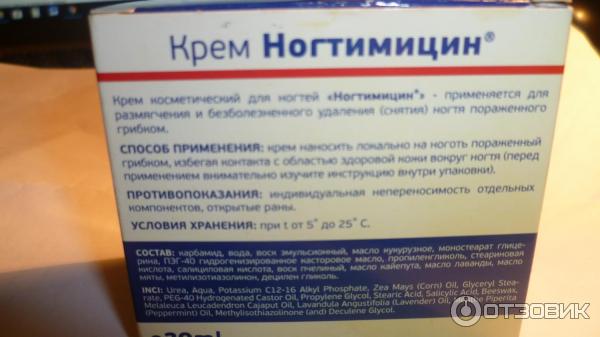 Крем Ногтимицин®
Крем косметический для ногтей «Ногтимицин®» - применяется для
размягчения и безболезненного удаления (снятия) ногтя пораженного
грибком.
СПОСОБ ПРИМЕНЕНИЯ: крем наносить локально на ноготь пораженный
грибком, избегая контакта с областью здоровой кожи вокруг ногтя (перед
применением внимательно изучите инструкцию внутри упаковки).
ПРОТИВОПОКАЗАНИЯ: индивидуальная непереносимость отдельных
компонентов, открытые раны.
УСЛОВИЯ ХРАНЕНИЯ: при t от 5˚ до 25˚ С.
СОСТАВ: карбамид, вода, воск эмульсионный, масло кукурузное, моностеарат глице-
рина, ПЭГ-40 гидрогенизированное касторовое масло, пропиленгликоль, стеариновая
кислота, салициловая кислота, воск пчелиный, масло кайепута, масло лаванды, масло
мяты, метилизотиазолинон, дециленгликоль.
INCI: Urea, Aqua, Potassium C12-16 Alkyl Phosphate, Zea Mays (Corn) Oil, Glyceryl Stea-
rate, PEG-40 Hydrogenated Castor Oil, Propylene Glycol, Stearic Acid, Salicylic Acid, Beeswax,
Melaleuca Leucadendron Cajaput Oil, Lavandula Angustifolia (Lavender) Oil, Piperita
(Peppermint) Oil, Methylisothiazolinone (and) Deculene Glycol.
ОТЗОВИК